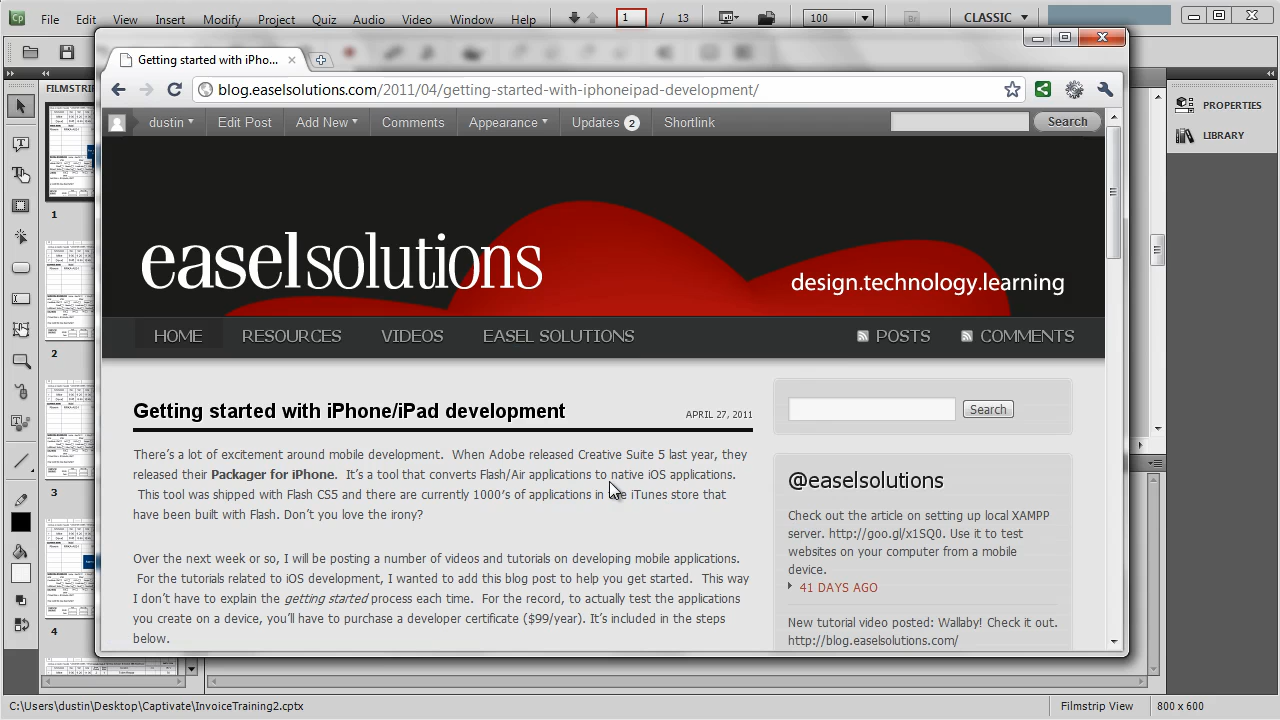 Cp File Edit View Insert Modify Project Quiz Audio Video Window Help 1 / 13 100 Br CLASSIC
Getting started with iPho...
blog.easelsolutions.com/2011/04/getting-started-with-iphoneipad-development/
dustin Edit Post Add New Comments Appearance Updates 2 Shortlink Search
easelsolutions
design.technology.learning
HOME RESOURCES VIDEOS EASEL SOLUTIONS POSTS COMMENTS
Getting started with iPhone/iPad development
APRIL 27, 2011
There's a lot of excitement around mobile development. When Adobe released Creative Suite 5 last year, they
released their Packager for iPhone. It's a tool that converts Flash/Air applications to native iOS applications.
This tool was shipped with Flash CS5 and there are currently 1000's of applications in the iTunes store that
have been built with Flash. Don't you love the irony?
Over the next week or so, I will be posting a number of videos and tutorials on developing mobile applications.
For the tutorials related to iOS development, I wanted to add this blog post to help you get started. This way
I don't have to explain the getting started process each time. For the record, to actually test the applications
you create on a device, you'll have to purchase a developer certificate ($99/year). It's included in the steps
below.
Search
@easelsolutions
Check out the article on setting up local XAMPP
server. http://goo.gl/x1SQ6 Use it to test
websites on your computer from a mobile
device.
41 DAYS AGO
New tutorial video posted: Wallaby! Check it out.
http://blog.easelsolutions.com/
FILMSTRIP
1
2
3
4
PROPERTIES
LIBRARY
C:\Users\dustin\Desktop\Captivate\InvoiceTraining2.cptx
Filmstrip View
800 x 600